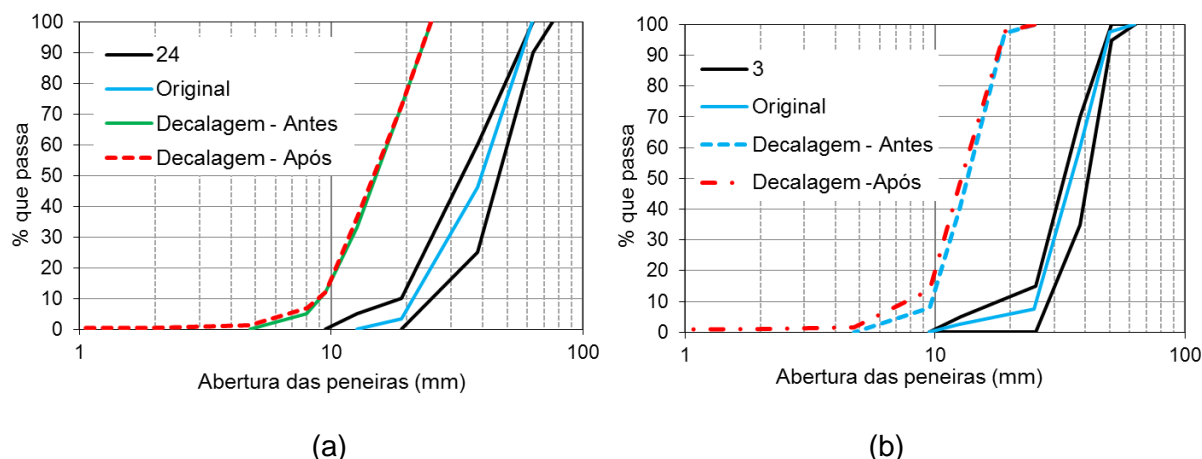 100
90
80
70
60
50
40
30
20
10
0
% que passa
24
Original
Decalagem - Antes
Decalagem - Após
1 10 100
Abertura das peneiras (mm)
(a)
100
90
80
70
60
50
40
30
20
10
0
% que passa
3
Original
Decalagem - Antes
Decalagem -Após
1 10 100
Abertura das peneiras (mm)
(b)